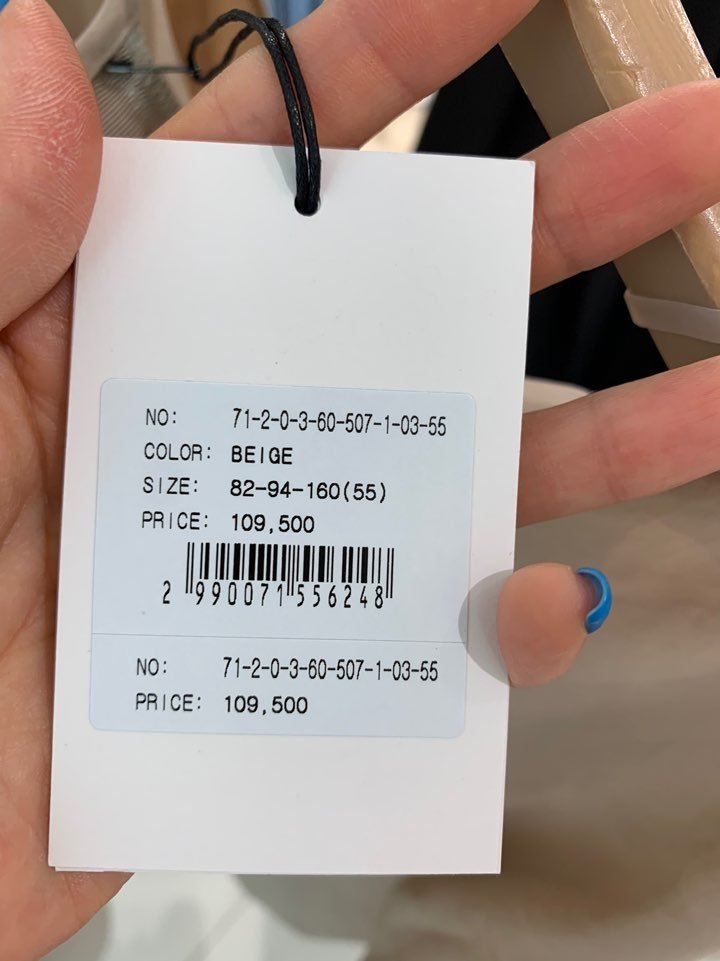 NO: 71-2-0-3-60-507-1-03-55
COLOR: BEIGE
SIZE: 82-94-160(55)
PRICE: 109,500
2 990071 556248
NO: 71-2-0-3-60-507-1-03-55
PRICE: 109,500